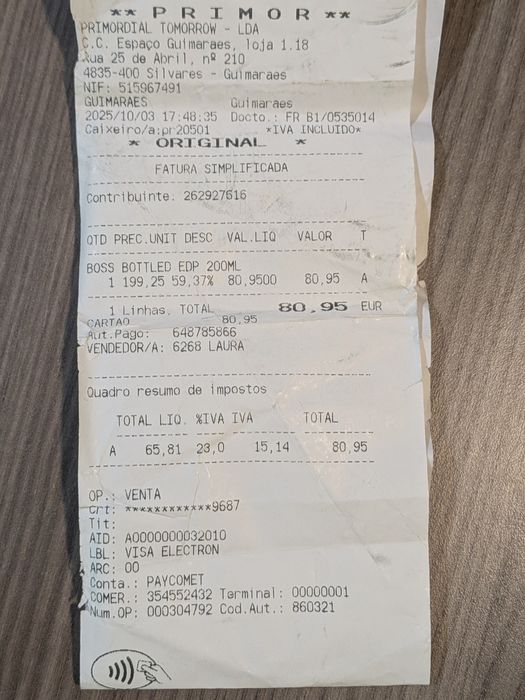 ** PRIMOR **
PRIMORDIAL TOMORROW - LDA
C.C. Espaço Guimaraes, loja 1.18
Rua 25 de Abril, nº 210
4835-400 Silvares - Guimaraes
NIF: 515967491
GUIMARAES Guimaraes
2025/10/03 17:48:35 Docto.: FR B1/0535014
Caixeiro/a:pr20501 *IVA INCLUIDO*
* ORIGINAL *
FATURA SIMPLIFICADA
Contribuinte. 262927616
QTD PREC.UNIT DESC VAL.LIQ VALOR T
BOSS BOTTLED EDP 200ML
1 199,25 59,37% 80,9500 80,95 A
1 Linhas, TOTAL 80,95 EUR
CARTAO 80,95
Aut.Pago: 648785866
VENDEDOR/A: 6268 LAURA
Quadro resumo de impostos
TOTAL LIQ. %IVA IVA TOTAL
A 65,81 23,0 15,14 80,95
OP.: VENTA
Crt: ************9687
Tit:
AID: A0000000032010
LBL: VISA ELECTRON
ARC: 00
Conta.: PAYCOMET
COMER.: 354552432 Terminal: 00000001
Num.OP: 000304792 Cod.Aut.: 860321